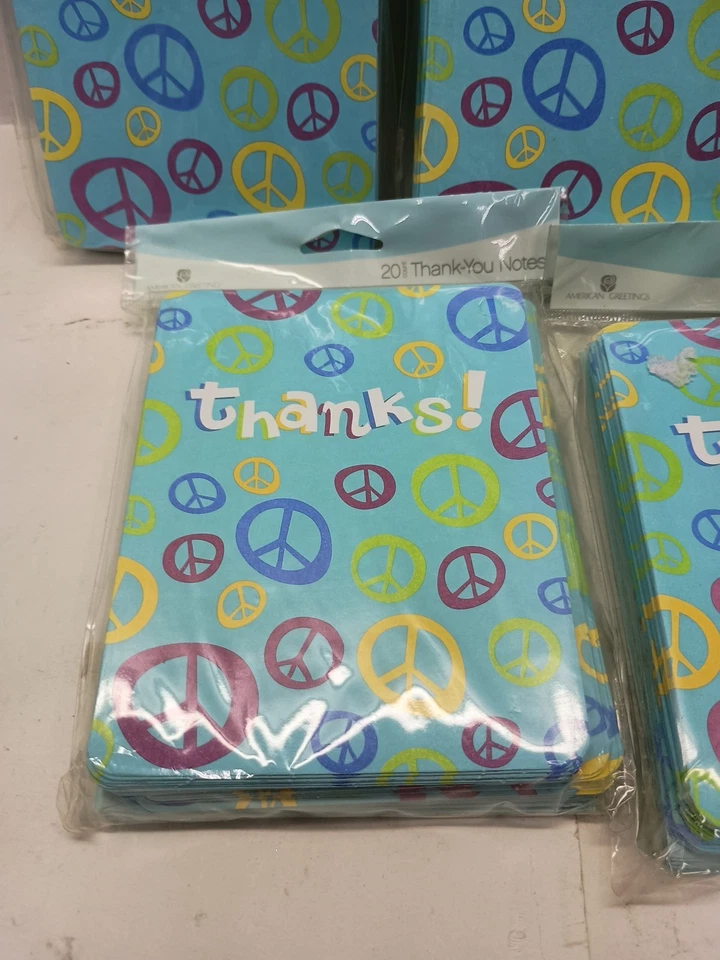 20 Thank-You Notes
AMERICAN GREETINGS
thanks!
t